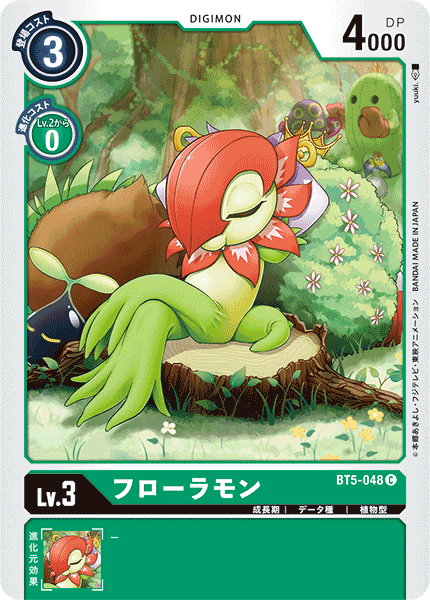 登場コスト
3
DIGIMON
4000
DP
進化コスト
Lv.2から
0
yuuki.
©本郷あきよし・フジテレビ・東映アニメーション BANDAI MADE IN JAPAN
BT5-048 C
Lv.3
フローラモン
成長期 | データ種 | 植物型
進化元効果
–